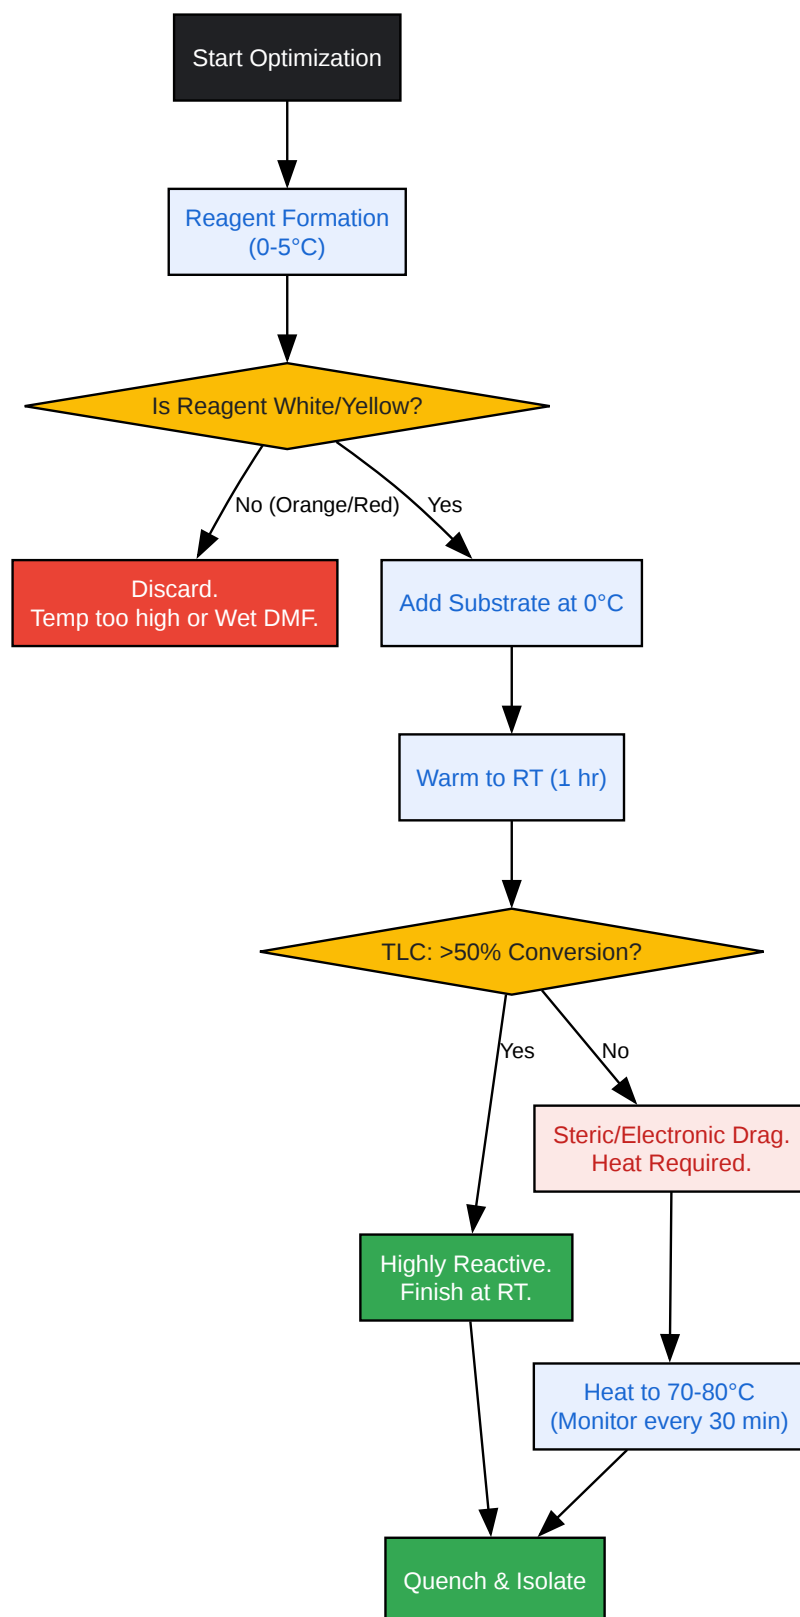 Start Optimization
Reagent Formation
(0-5°C)
Is Reagent White/Yellow?
No (Orange/Red)
Yes
Discard.
Temp too high or Wet DMF.
Add Substrate at 0°C
Warm to RT (1 hr)
TLC: >50% Conversion?
Yes
No
Steric/Electronic Drag.
Heat Required.
Highly Reactive.
Finish at RT.
Heat to 70-80°C
(Monitor every 30 min)
Quench & Isolate